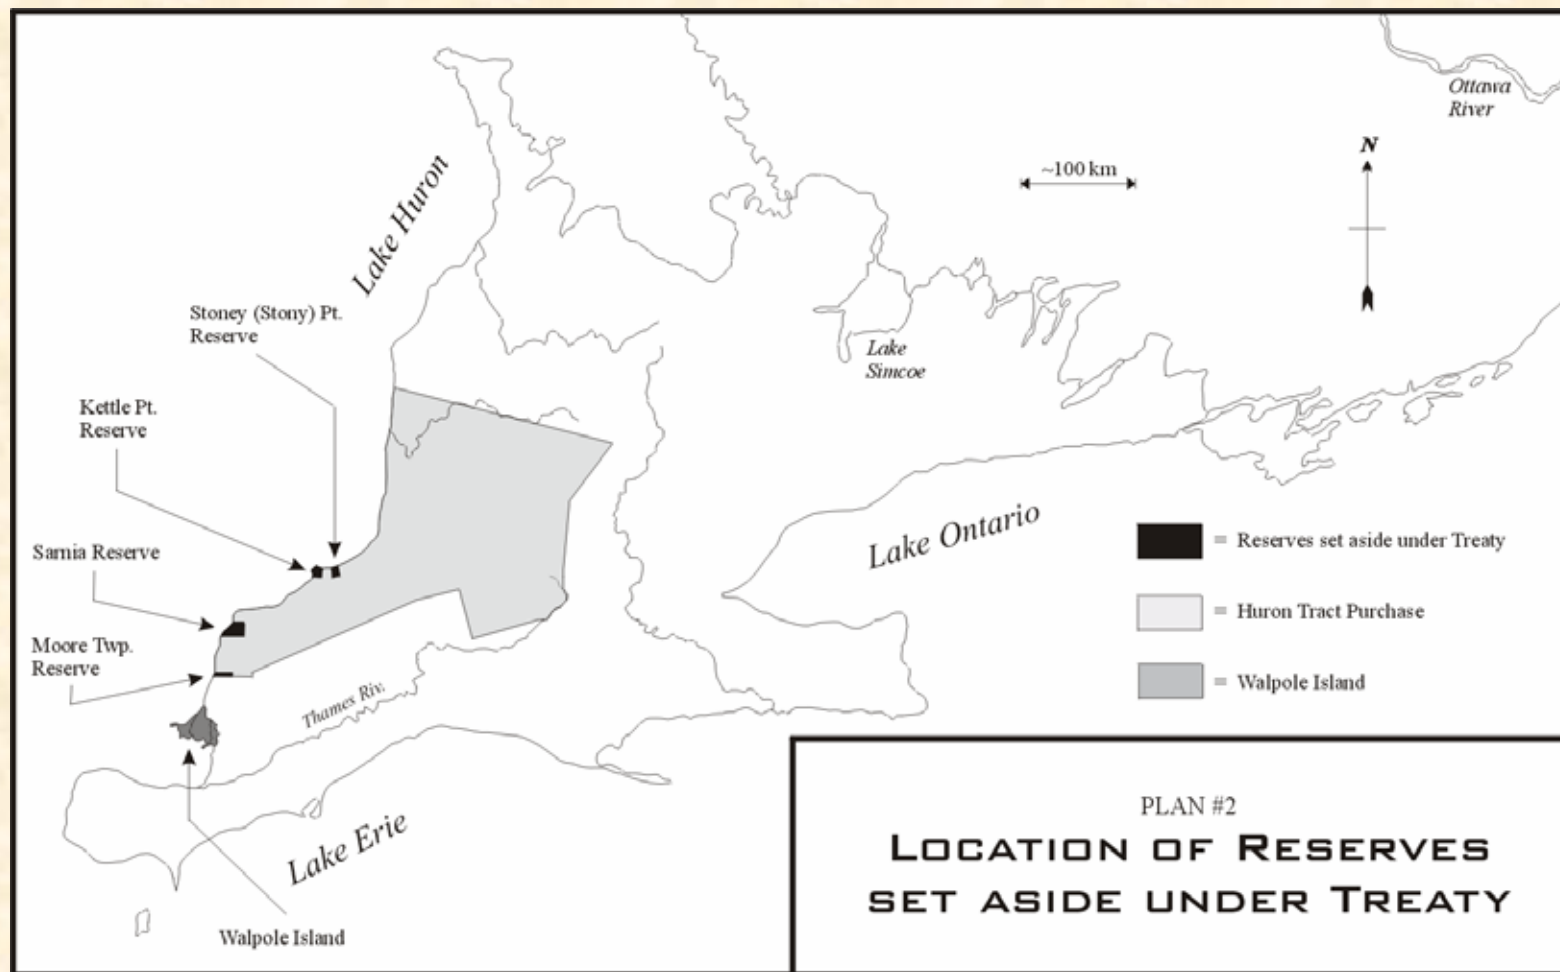 Ottawa
River
N
~100 km
Lake Huron
Stoney (Stony) Pt.
Reserve
Lake
Simcoe
Kettle Pt.
Reserve
Lake Ontario
Sarnia Reserve
Moore Twp.
Reserve
Thames Riv.
Lake Erie
Walpole Island
= Reserves set aside under Treaty
= Huron Tract Purchase
= Walpole Island
PLAN #2
LOCATION OF RESERVES
SET ASIDE UNDER TREATY